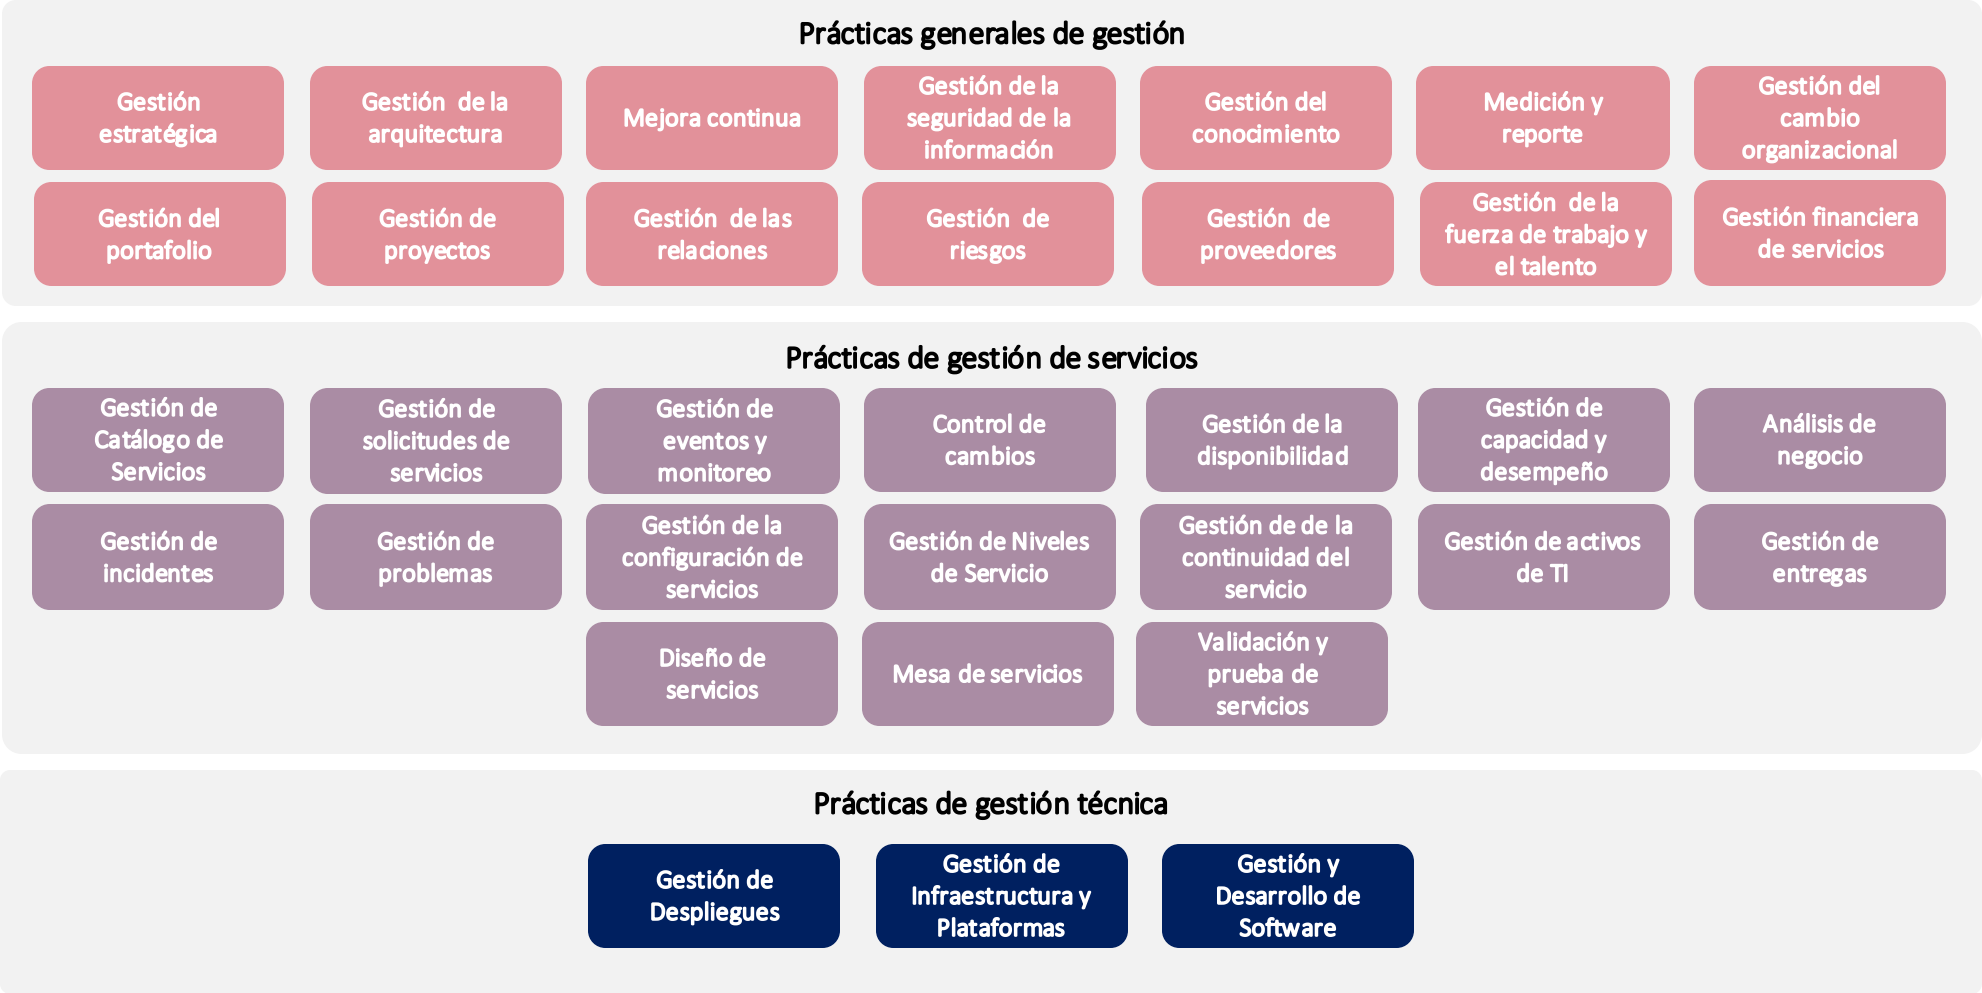 Prácticas generales de gestión
Gestión
estratégica
Gestión de la
arquitectura
Mejora continua
Gestión de la
seguridad de la
información
Gestión del
conocimiento
Medición y
reporte
Gestión del
cambio
organizacional
Gestión del
portafolio
Gestión de
proyectos
Gestión de las
relaciones
Gestión de
riesgos
Gestión de
proveedores
Gestión de la
fuerza de trabajo y
el talento
Gestión financiera
de servicios
Prácticas de gestión de servicios
Gestión de
Catálogo de
Servicios
Gestión de
solicitudes de
servicios
Gestión de
eventos y
monitoreo
Control de
cambios
Gestión de la
disponibilidad
Gestión de
capacidad y
desempeño
Análisis de
negocio
Gestión de
incidentes
Gestión de
problemas
Gestión de la
configuración de
servicios
Gestión de Niveles
de Servicio
Gestión de de la
continuidad del
servicio
Gestión de activos
de TI
Gestión de
entregas
Diseño de
servicios
Mesa de servicios
Validación y
prueba de
servicios
Prácticas de gestión técnica
Gestión de
Despliegues
Gestión de
Infraestructura y
Plataformas
Gestión y
Desarrollo de
Software